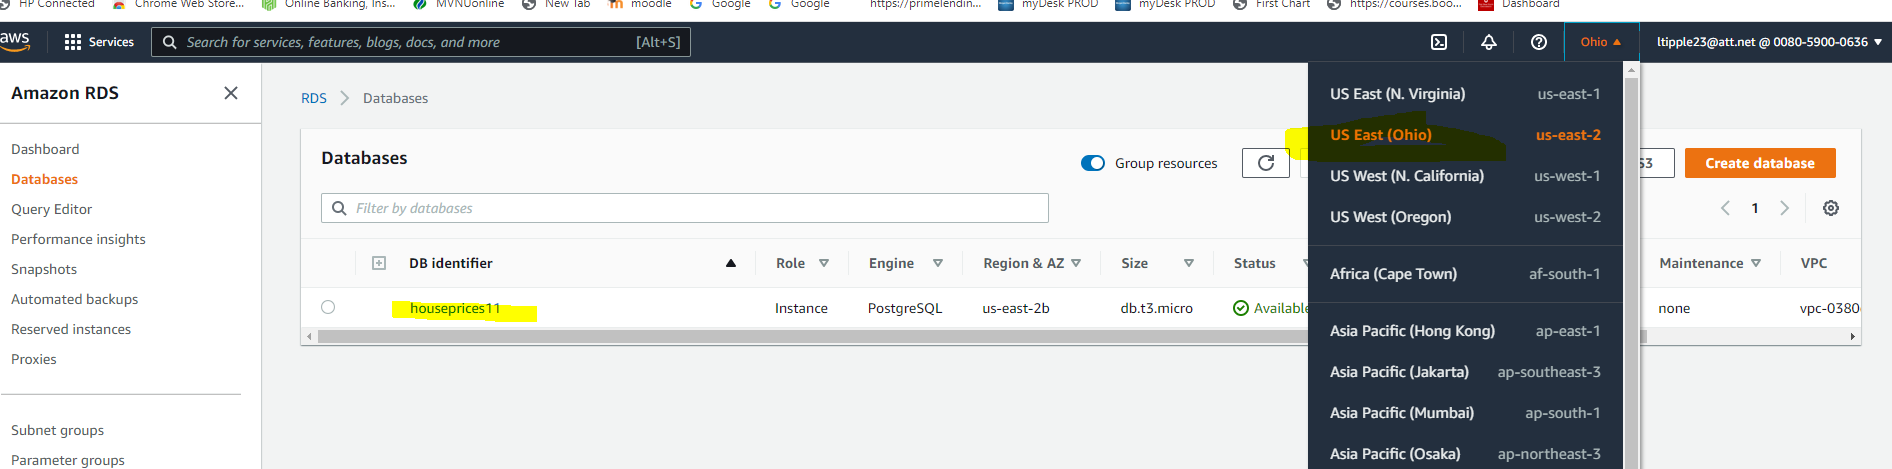 HP Connected
Chrome Web Store...
Online Banking, Ins...
MVNUonline
New Tab
moodle
Google
Google
https://primelendin...
myDesk PROD
myDesk PROD
First Chart
https://courses.boo...
Dashboard
aws
Services
Search for services, features, blogs, docs, and more
[Alt+S]
Ohio
ltipple23@att.net @ 0080-5900-0636
Amazon RDS
Dashboard
Databases
Query Editor
Performance insights
Snapshots
Automated backups
Reserved instances
Proxies
Subnet groups
Parameter groups
RDS
Databases
Databases
Group resources
S3
Create database
Filter by databases
1
DB identifier
Role
Engine
Region & AZ
Size
Status
Maintenance
VPC
houseprices11
Instance
PostgreSQL
us-east-2b
db.t3.micro
Available
none
vpc-0380
US East (N. Virginia) us-east-1
US East (Ohio) us-east-2
US West (N. California) us-west-1
US West (Oregon) us-west-2
Africa (Cape Town) af-south-1
Asia Pacific (Hong Kong) ap-east-1
Asia Pacific (Jakarta) ap-southeast-3
Asia Pacific (Mumbai) ap-south-1
Asia Pacific (Osaka) ap-northeast-3